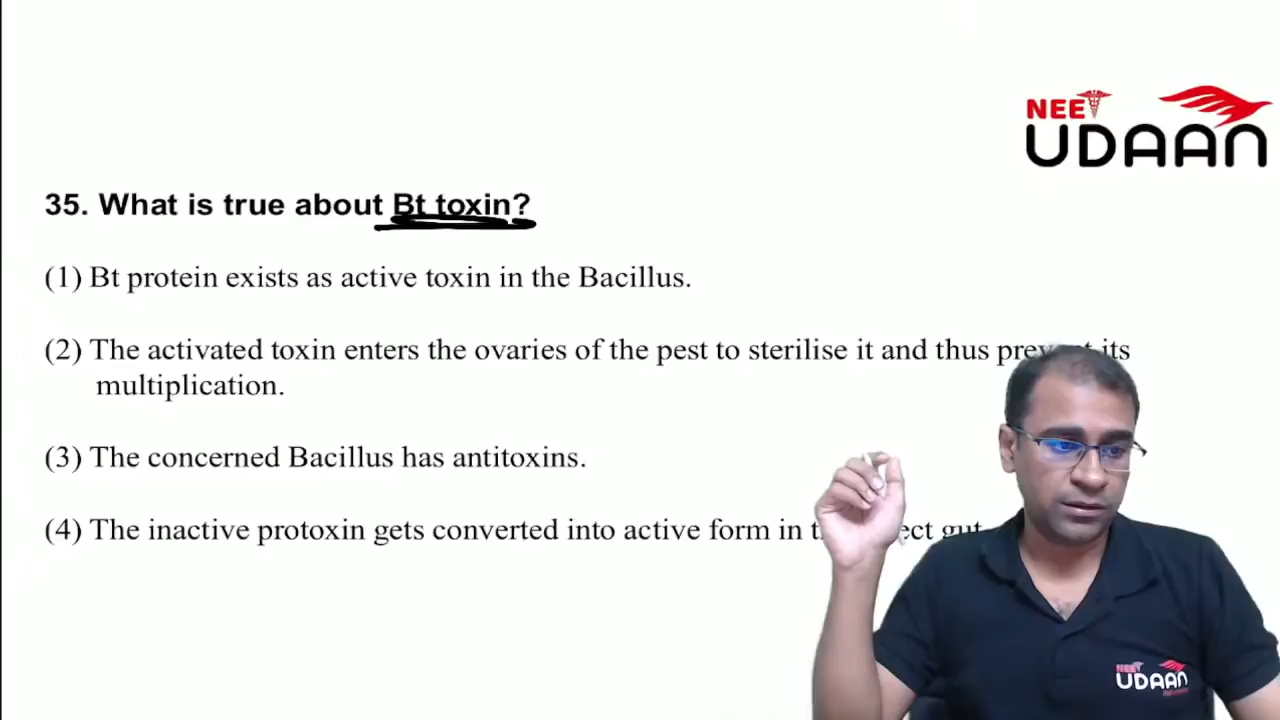 NEET
UDAAN
35. What is true about Bt toxin?
(1) Bt protein exists as active toxin in the Bacillus.
(2) The activated toxin enters the ovaries of the pest to sterilise it and thus its
multiplication.
(3) The concerned Bacillus has antitoxins.
(4) The inactive protoxin gets converted into active form in gut
NEET
UDAAN